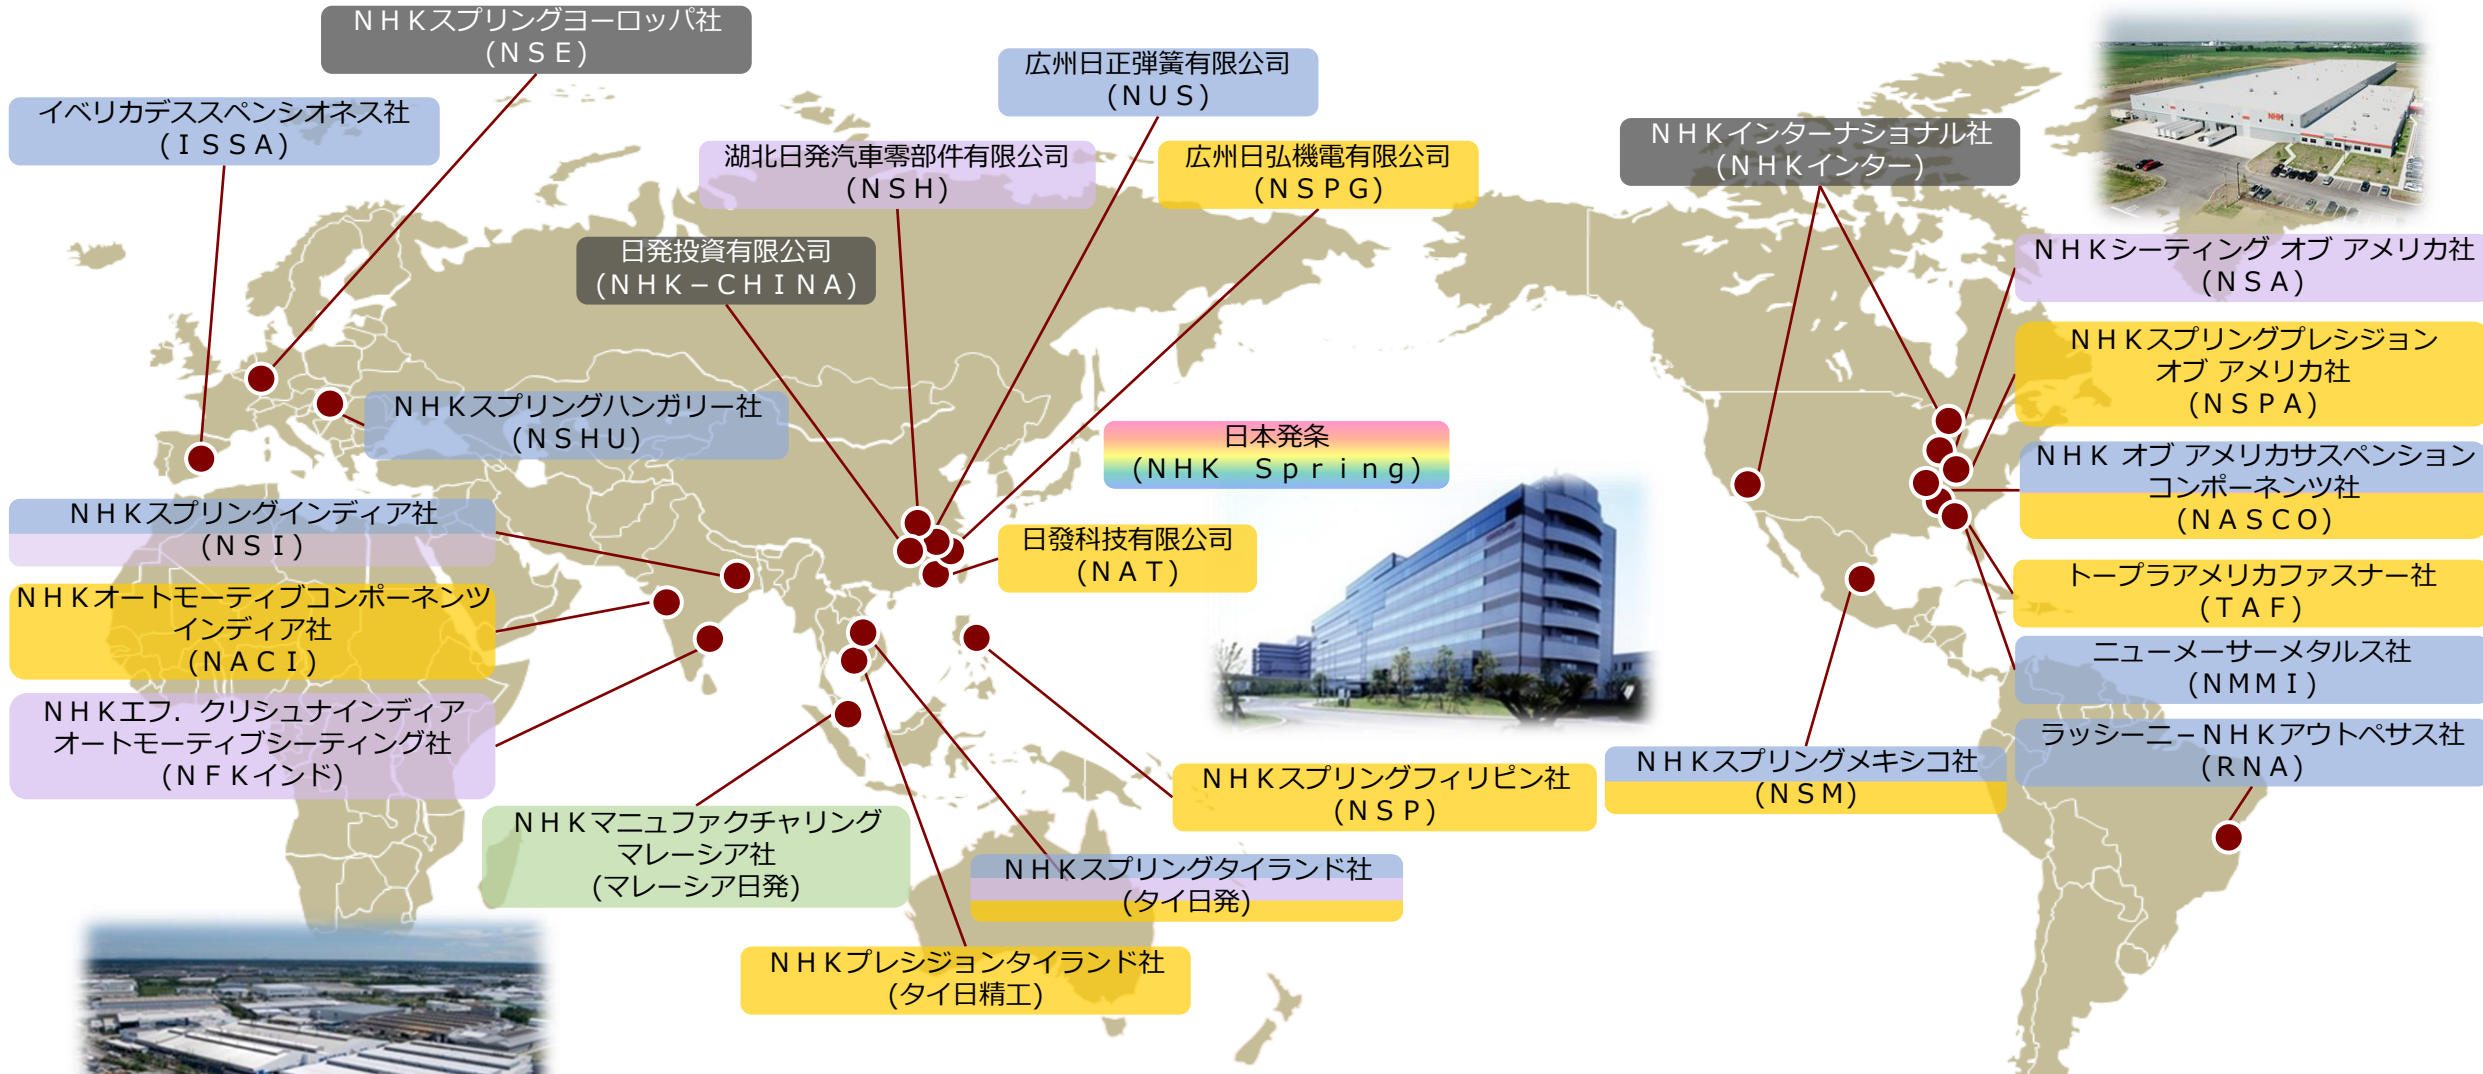 ＮＨＫスプリングヨーロッパ社
(ＮＳＥ)
イベリカデススペンシオネス社
(ＩＳＳＡ)
広州日正弾簧有限公司
(ＮＵＳ)
湖北日発汽車零部件有限公司
(ＮＳＨ)
広州日弘機電有限公司
(ＮＳＰＧ)
日発投資有限公司
(ＮＨＫ－ＣＨＩＮＡ)
ＮＨＫインターナショナル社
(ＮＨＫインター)
NHK
ＮＨＫシーティング オブ アメリカ社
(ＮＳＡ)
ＮＨＫスプリングプレシジョン
オブ アメリカ社
(ＮＳＰＡ)
ＮＨＫスプリングハンガリー社
(ＮＳＨＵ)
日本発条
(ＮＨＫ　Ｓｐｒｉｎｇ)
ＮＨＫ オブ アメリカサスペンション
コンポーネンツ社
(ＮＡＳＣＯ)
ＮＨＫスプリングインディア社
(ＮＳＩ)
日發科技有限公司
(ＮＡＴ)
トープラアメリカファスナー社
(ＴＡＦ)
ＮＨＫオートモーティブコンポーネンツ
インディア社
(ＮＡＣＩ)
ニューメーサーメタルス社
(ＮＭＭＩ)
ＮＨＫエフ．クリシュナインディア
オートモーティブシーティング社
(ＮＦＫインド)
ラッシーニ－ＮＨＫアウトペサス社
(ＲＮＡ)
ＮＨＫスプリングフィリピン社
(ＮＳＰ)
ＮＨＫスプリングメキシコ社
(ＮＳＭ)
ＮＨＫマニュファクチャリング
マレーシア社
(マレーシア日発)
ＮＨＫスプリングタイランド社
(タイ日発)
ＮＨＫプレシジョンタイランド社
(タイ日精工)